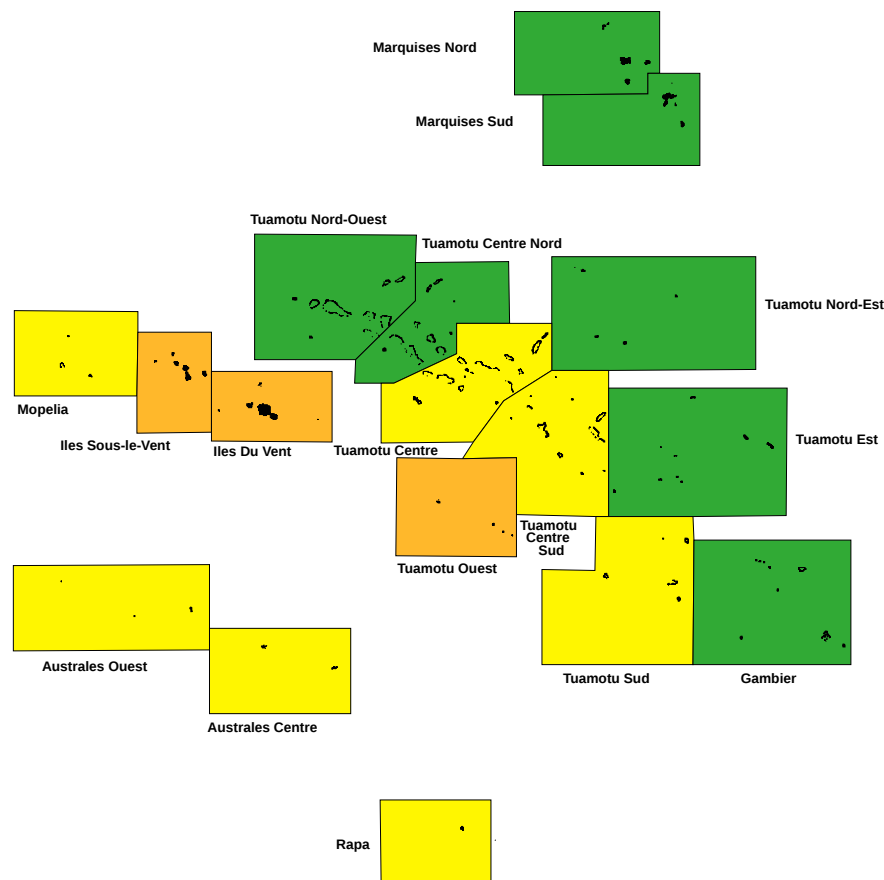 Marquises Nord
Marquises Sud
Tuamotu Nord-Ouest
Tuamotu Centre Nord
Tuamotu Nord-Est
Mopelia
Iles Sous-le-Vent
Iles Du Vent
Tuamotu Centre
Tuamotu Est
Tuamotu
Centre
Sud
Tuamotu Ouest
Australes Ouest
Tuamotu Sud
Gambier
Australes Centre
Rapa